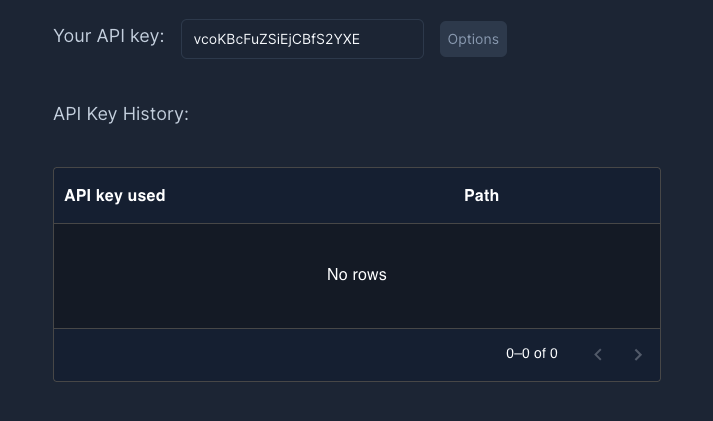 Your API key: vcoKBcFuZSiEjCBfS2YXE Options
API Key History:
API key used Path
No rows
0–0 of 0